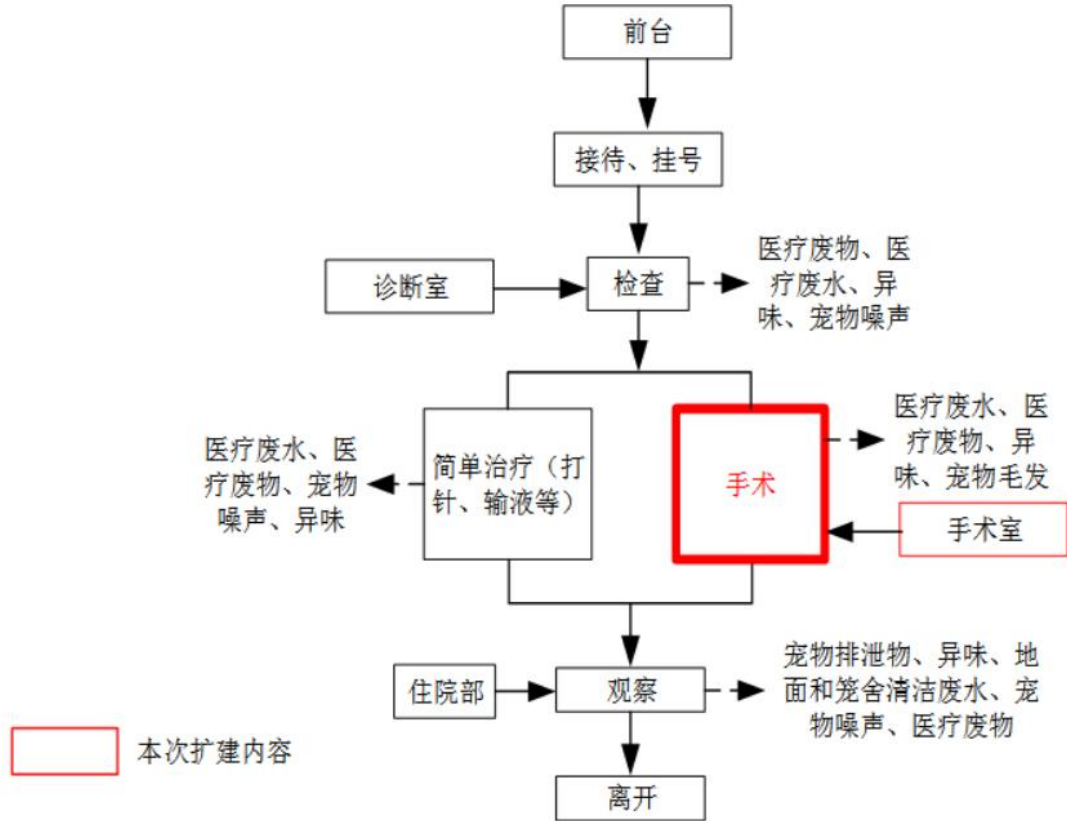 前台
接待、挂号
诊断室
检查
医疗废物、医
疗废水、异
味、宠物噪声
医疗废水、医
疗废物、宠物
噪声、异味
简单治疗（打
针、输液等）
手术
医疗废水、医
疗废物、异
味、宠物毛发
手术室
住院部
观察
宠物排泄物、异味、地
面和笼舍清洁废水、宠
物噪声、医疗废物
本次扩建内容
离开